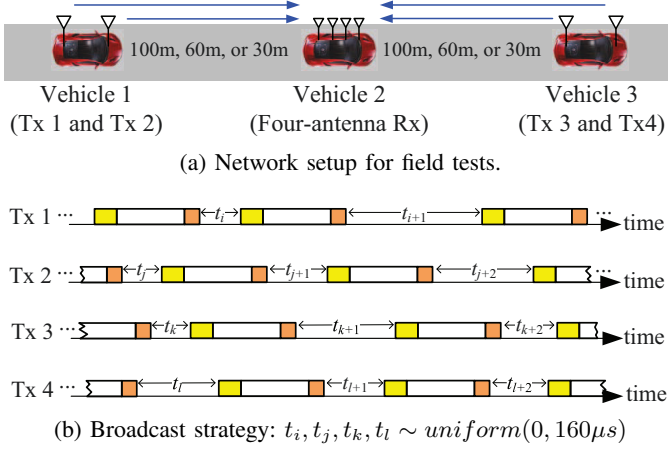 100m, 60m, or 30m 100m, 60m, or 30m
Vehicle 1 Vehicle 2 Vehicle 3
(Tx 1 and Tx 2) (Four-antenna Rx) (Tx 3 and Tx4)
(a) Network setup for field tests.
Tx 1 ... t_i t_{i+1} ... time
Tx 2 ... t_j t_{j+1} t_{j+2} ... time
Tx 3 ... t_k t_{k+1} t_{k+2} time
Tx 4 ... t_l t_{l+1} t_{l+2} time
(b) Broadcast strategy: t_i, t_j, t_k, t_l ∼ uniform(0, 160μs)